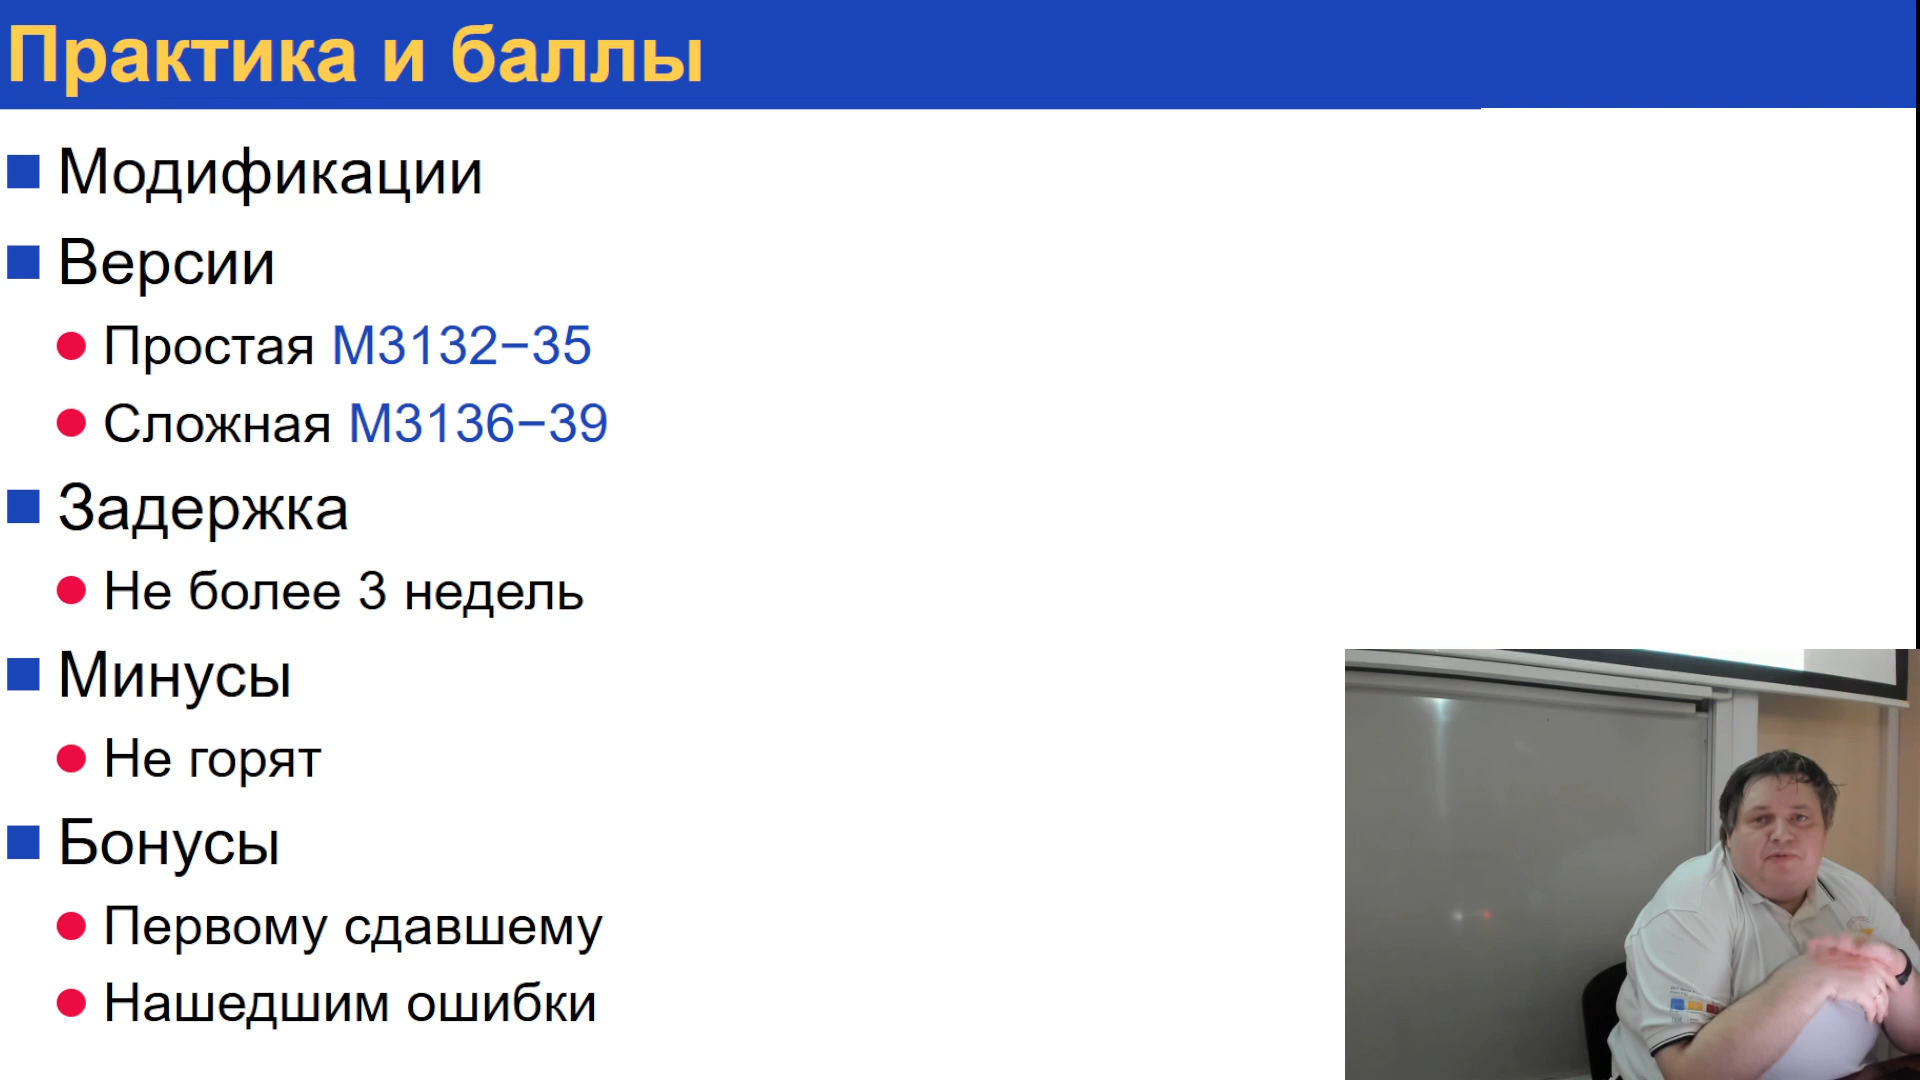 Практика и баллы
Модификации
Версии
Простая M3132−35
Сложная M3136−39
Задержка
Не более 3 недель
Минусы
Не горят
Бонусы
Первому сдавшему
Нашедшим ошибки